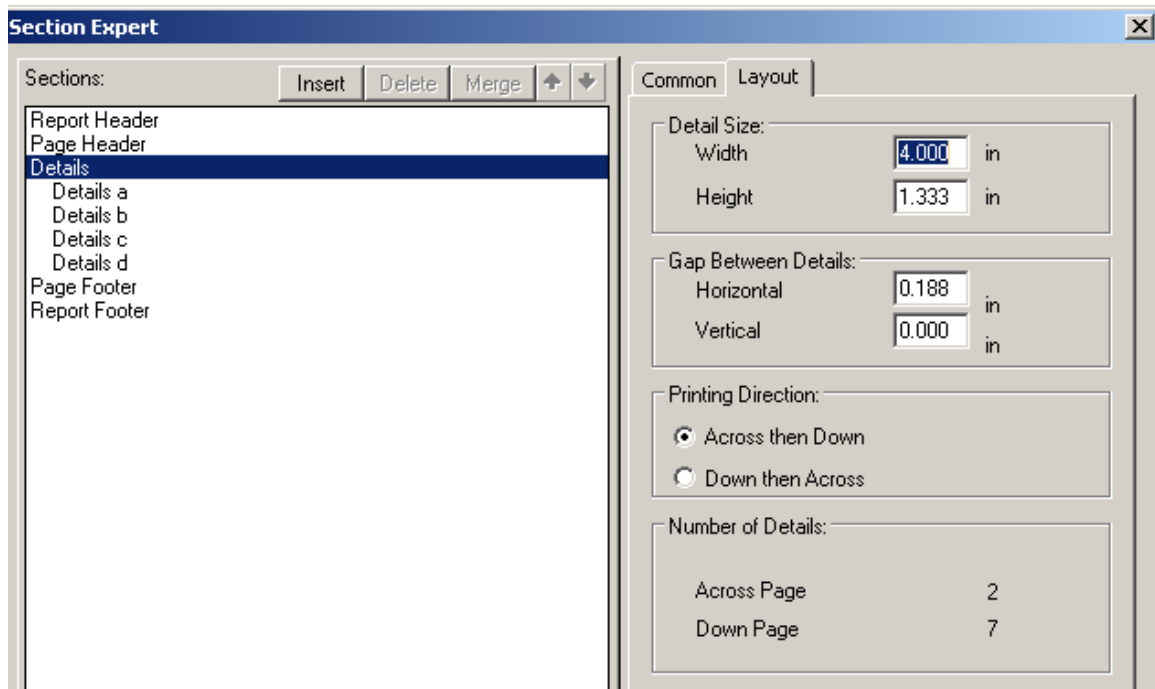 Section Expert
Sections:
Insert
Delete
Merge
Report Header
Page Header
Details
Details a
Details b
Details c
Details d
Page Footer
Report Footer
Common
Layout
Detail Size:
Width 4.000 in
Height 1.333 in
Gap Between Details:
Horizontal 0.188 in
Vertical 0.000 in
Printing Direction:
Across then Down
Down then Across
Number of Details:
Across Page 2
Down Page 7